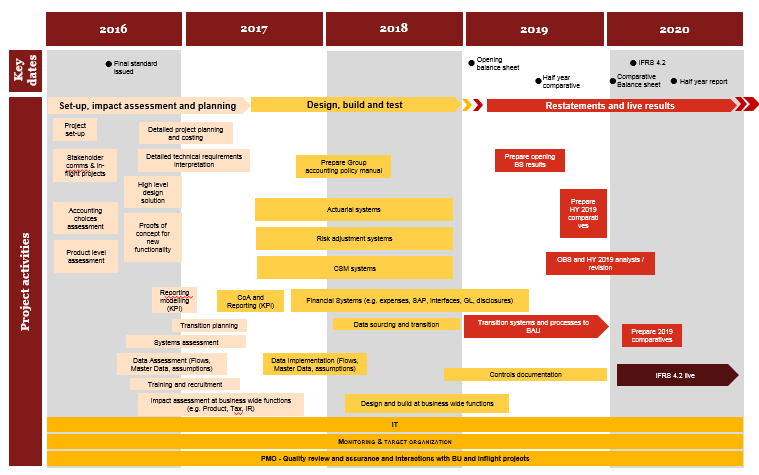 2016
2017
2018
2019
2020
Key
dates
Final standard
issued
Opening
balance sheet
Half year
comparative
IFRS 4.2
Comparative
Balance sheet
Half year report
Project activities
Set-up, impact assessment and planning
Design, build and test
Restatements and live results
Project
set-up
Detailed project planning
and costing
Stakeholder
comms & in-
flight projects
Detailed technical requirements
interpretation
Prepare Group
accounting policy manual
Prepare opening
BS results
High level
design
solution
Accounting
choices
assessment
Actuarial systems
Prepare
HY 2019
comparati
ves
Proofs of
concept for
new
functionality
Risk adjustment systems
Product level
assessment
CSM systems
OBS and HY 2019 analysis /
revision
Reporting
modelling
(KPI)
CoA and
Reporting (KPI)
Financial Systems (e.g. expenses, SAP, interfaces, GL, disclosures)
Transition planning
Data sourcing and transition
Transition systems and processes to
BAU
Prepare 2019
comparatives
Systems assessment
Data Assessment (Flows,
Master Data, assumptions)
Data Implementation (Flows,
Master Data, assumptions)
Controls documentation
IFRS 4.2 live
Training and recruitment
Impact assessment at business wide functions
(e.g. Product, Tax, IR)
Design and build at business wide functions
IT
MONITORING & TARGET ORGANIZATION
PMO - Quality review and assurance and interactions with BU and inflight projects